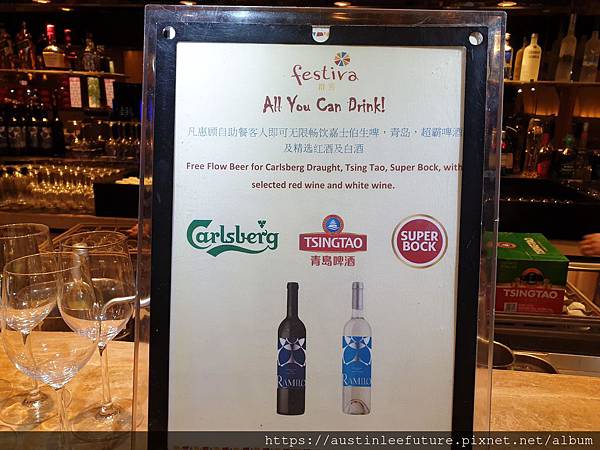 festiva
All You Can Drink!
凡惠顾自助餐客人即可无限畅饮嘉士伯生啤，青岛，超霸啤酒
及精选红酒及白酒
Free Flow Beer for Carlsberg Draught, Tsing Tao, Super Bock, with
selected red wine and white wine.
Carlsberg
TSINGTAO
青島啤酒
SUPER
BOCK
TSINGTAO
RAMILO
RAMILO
https://austinleefuture.pixnet.net/album